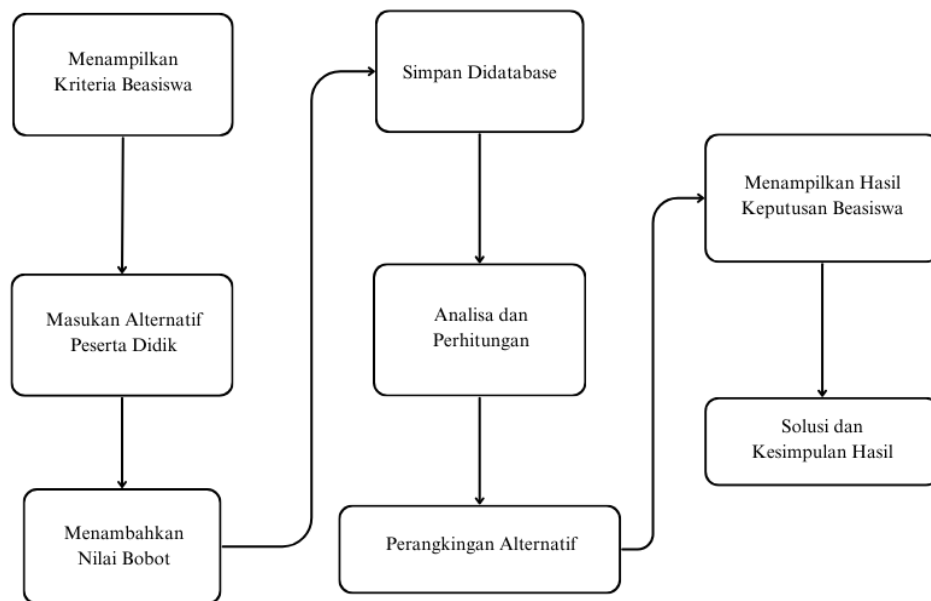 Menampilkan
Kriteria Beasiswa
Masukan Alternatif
Peserta Didik
Menambahkan
Nilai Bobot
Simpan Didatabase
Analisa dan
Perhitungan
Perangkingan Alternatif
Menampilkan Hasil
Keputusan Beasiswa
Solusi dan
Kesimpulan Hasil